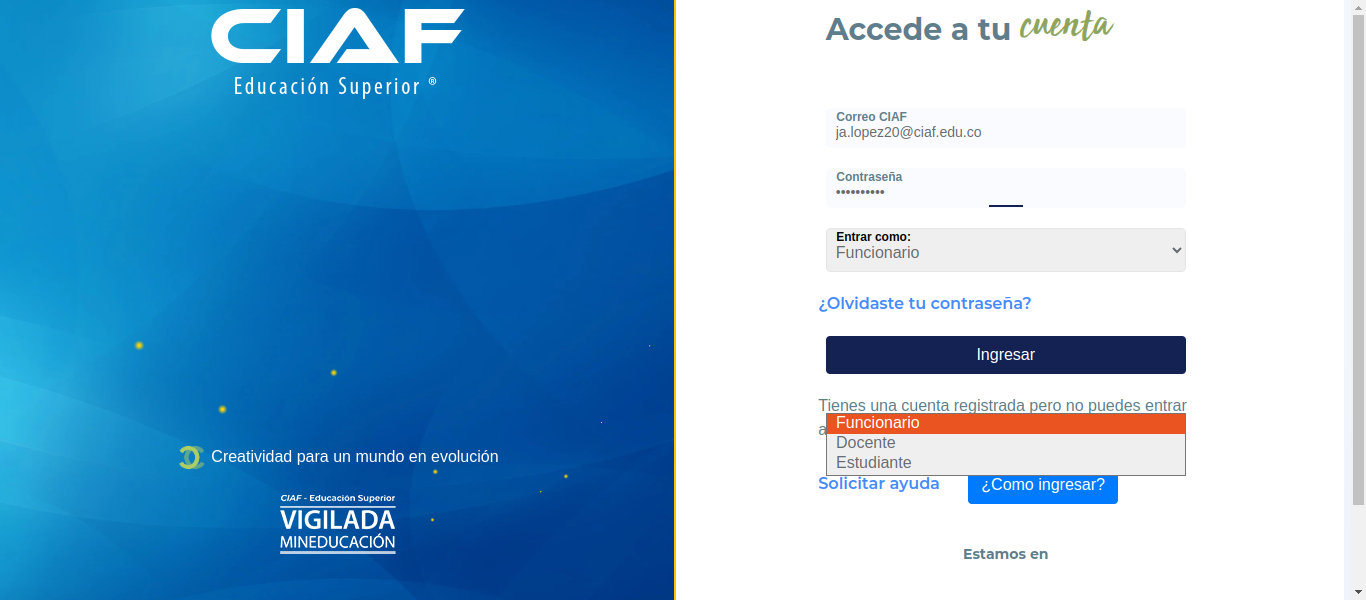 CIAF
Educación Superior ®
Creatividad para un mundo en evolución
CIAF - Educación Superior
VIGILADA
MINEDUCACIÓN
Accede a tu cuenta
Correo CIAF
ja.lopez20@ciaf.edu.co
Contraseña
••••••••••
Entrar como:
Funcionario
¿Olvidaste tu contraseña?
Ingresar
Tienes una cuenta registrada pero no puedes entrar
Funcionario
Docente
Estudiante
Solicitar ayuda
¿Como ingresar?
Estamos en